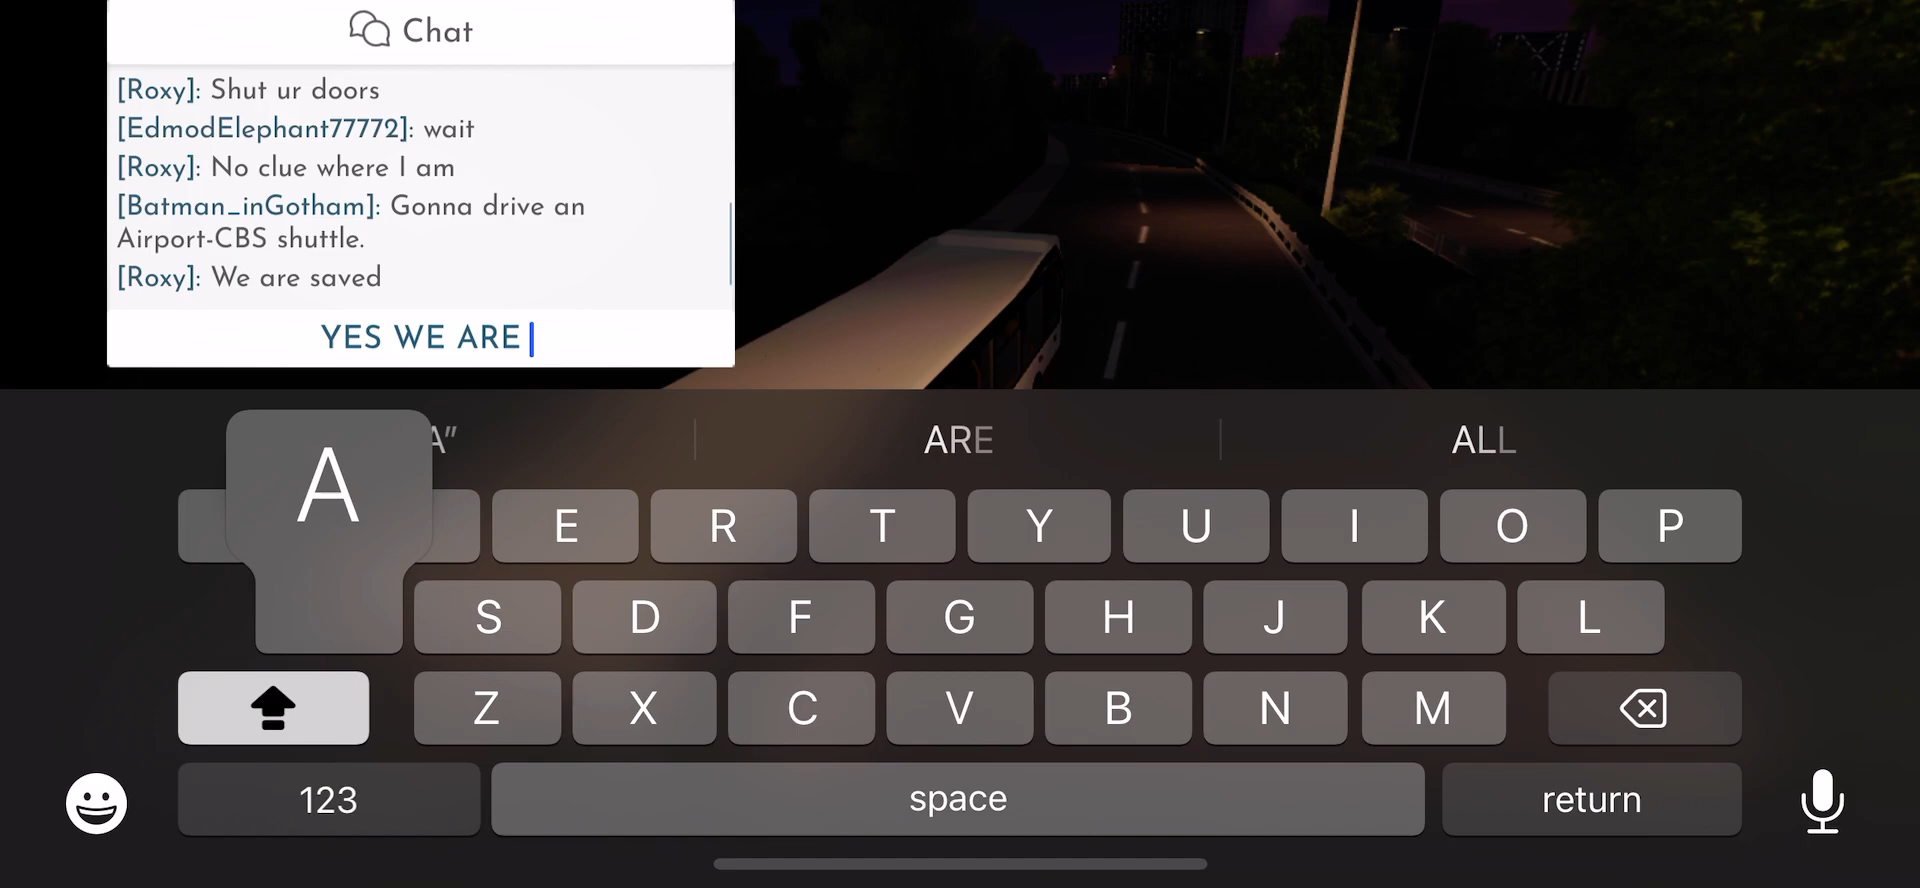 Chat
[Roxy]: Shut ur doors
[EdmodElephant77772]: wait
[Roxy]: No clue where I am
[Batman_inGotham]: Gonna drive an
Airport-CBS shuttle.
[Roxy]: We are saved
YES WE ARE
A" ARE ALL
A
E R T Y U I O P
S D F G H J K L
Z X C V B N M
123 space return